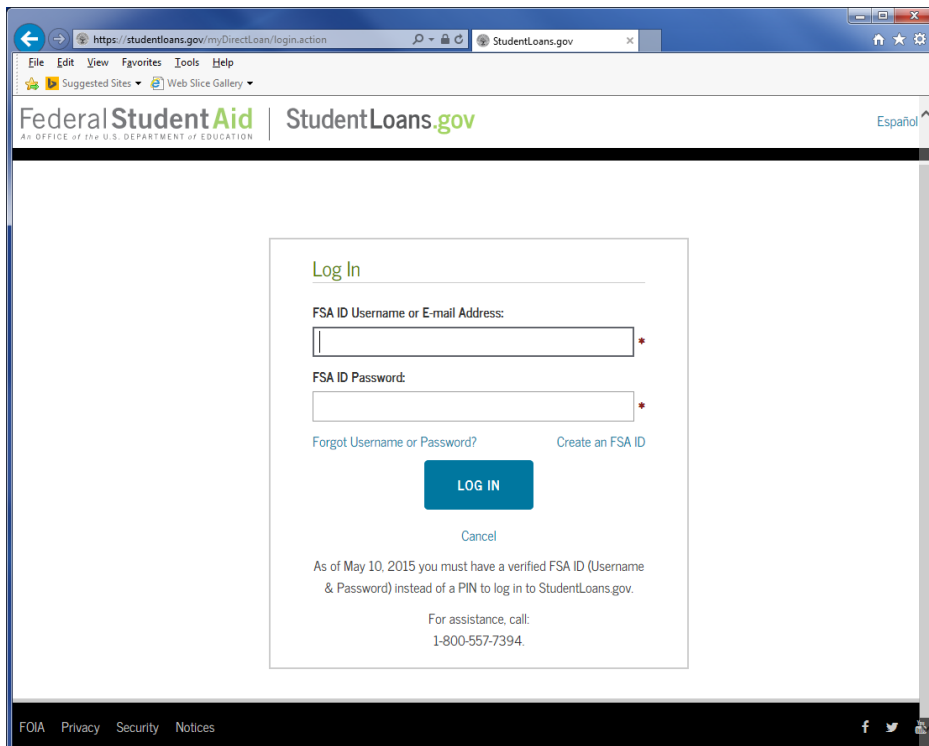 https://studentloans.gov/myDirectLoan/login.action
StudentLoans.gov
File Edit View Favorites Tools Help
Suggested Sites Web Slice Gallery
Federal Student Aid
An OFFICE of the U.S. DEPARTMENT of EDUCATION
StudentLoans.gov
Español
Log In
FSA ID Username or E-mail Address:
*
FSA ID Password:
*
Forgot Username or Password? Create an FSA ID
LOG IN
Cancel
As of May 10, 2015 you must have a verified FSA ID (Username
& Password) instead of a PIN to log in to StudentLoans.gov.
For assistance, call:
1-800-557-7394.
FOIA Privacy Security Notices